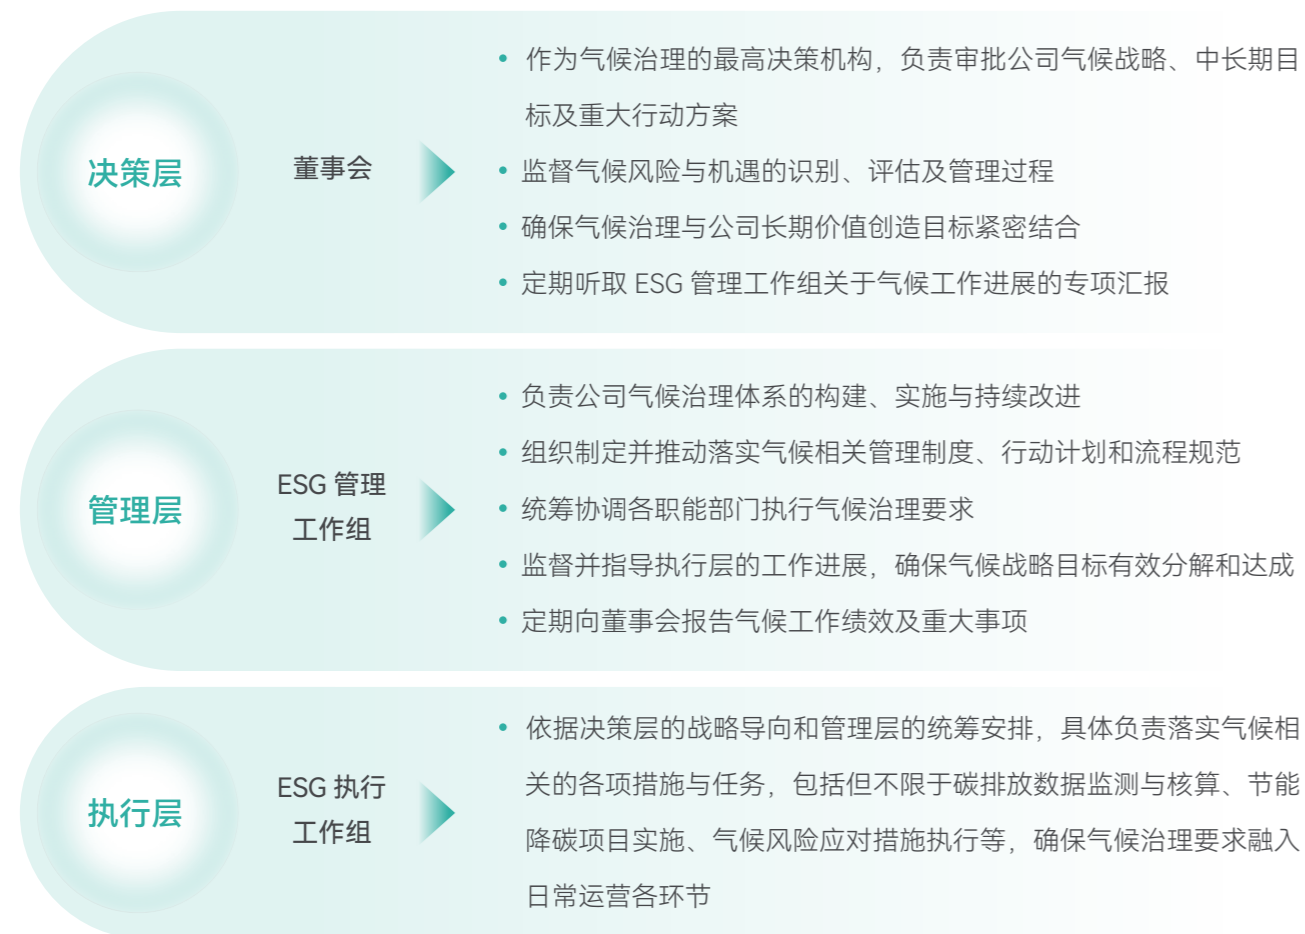 决策层
董事会
• 作为气候治理的最高决策机构，负责审批公司气候战略、中长期目
标及重大行动方案
• 监督气候风险与机遇的识别、评估及管理过程
• 确保气候治理与公司长期价值创造目标紧密结合
• 定期听取 ESG 管理工作组关于气候工作进展的专项汇报
管理层
ESG 管理
工作组
• 负责公司气候治理体系的构建、实施与持续改进
• 组织制定并推动落实气候相关管理制度、行动计划和流程规范
• 统筹协调各职能部门执行气候治理要求
• 监督并指导执行层的工作进展，确保气候战略目标有效分解和达成
• 定期向董事会报告气候工作绩效及重大事项
执行层
ESG 执行
工作组
• 依据决策层的战略导向和管理层的统筹安排，具体负责落实气候相
关的各项措施与任务，包括但不限于碳排放数据监测与核算、节能
降碳项目实施、气候风险应对措施执行等，确保气候治理要求融入
日常运营各环节